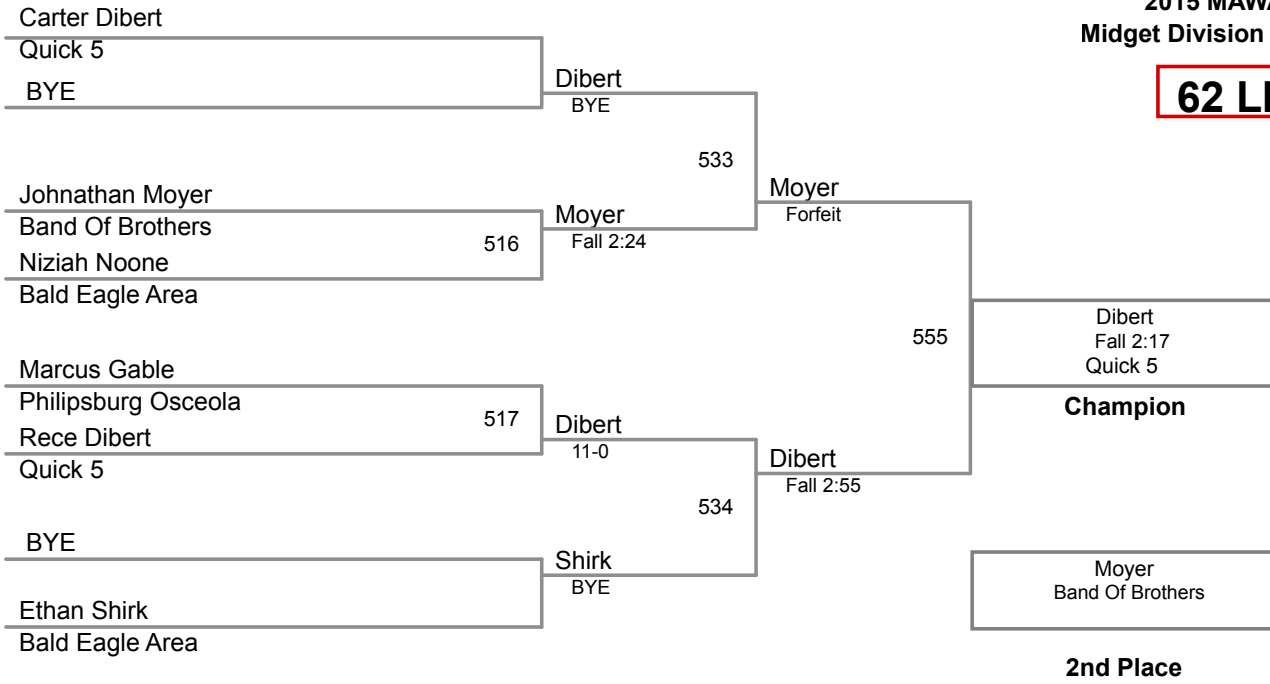 Carter Dibert
Quick 5
BYE
Dibert
BYE
533
Johnathan Moyer
Band Of Brothers
516
Niziah Noone
Bald Eagle Area
Moyer
Fall 2:24
Moyer
Forfeit
555
Marcus Gable
Philipsburg Osceola
517
Rece Dibert
Quick 5
Dibert
11-0
534
Dibert
Fall 2:55
BYE
Ethan Shirk
Bald Eagle Area
Shirk
BYE
2015
Midget Division
62
Dibert
Fall 2:17
Quick 5
Champion
Moyer
Band Of Brothers
2nd Place